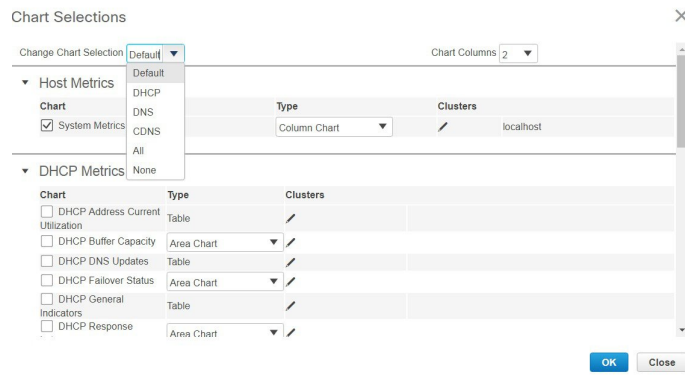 Chart Selections
Change Chart Selection Default
Chart Columns 2
Default
DHCP
DNS
CDNS
All
None
Host Metrics
Chart Type Clusters
System Metrics Column Chart localhost
DHCP Metrics
Chart Type Clusters
DHCP Address Current Utilization Table
DHCP Buffer Capacity Area Chart
DHCP DNS Updates Table
DHCP Failover Status Area Chart
DHCP General Indicators Table
DHCP Response Area Chart
OK Close